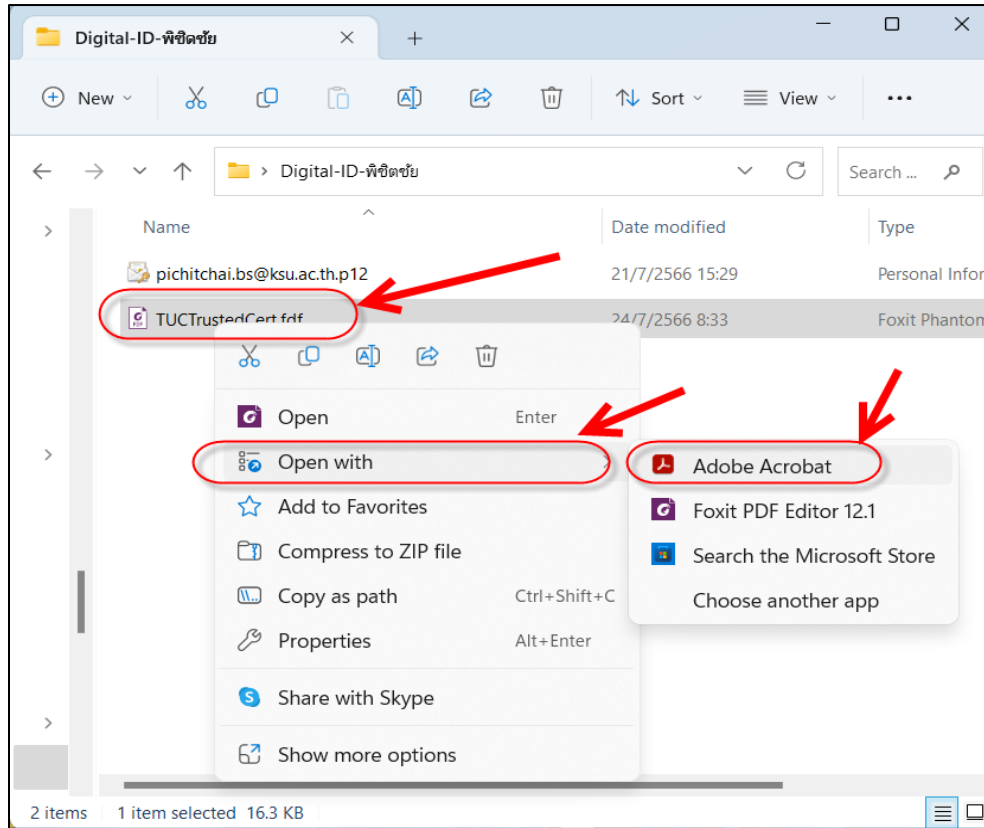 Digital-ID-พิชิตชัย
New
Sort
View
Digital-ID-พิชิตชัย
Search ...
Name
Date modified
Type
pichitchai.bs@ksu.ac.th.p12
21/7/2566 15:29
Personal Infor
TUCTrustedCert.fdf
24/7/2566 8:33
Foxit Phantom
Open
Enter
Open with
Adobe Acrobat
Add to Favorites
Foxit PDF Editor 12.1
Compress to ZIP file
Search the Microsoft Store
Copy as path
Ctrl+Shift+C
Choose another app
Properties
Alt+Enter
Share with Skype
Show more options
2 items
1 item selected 16.3 KB